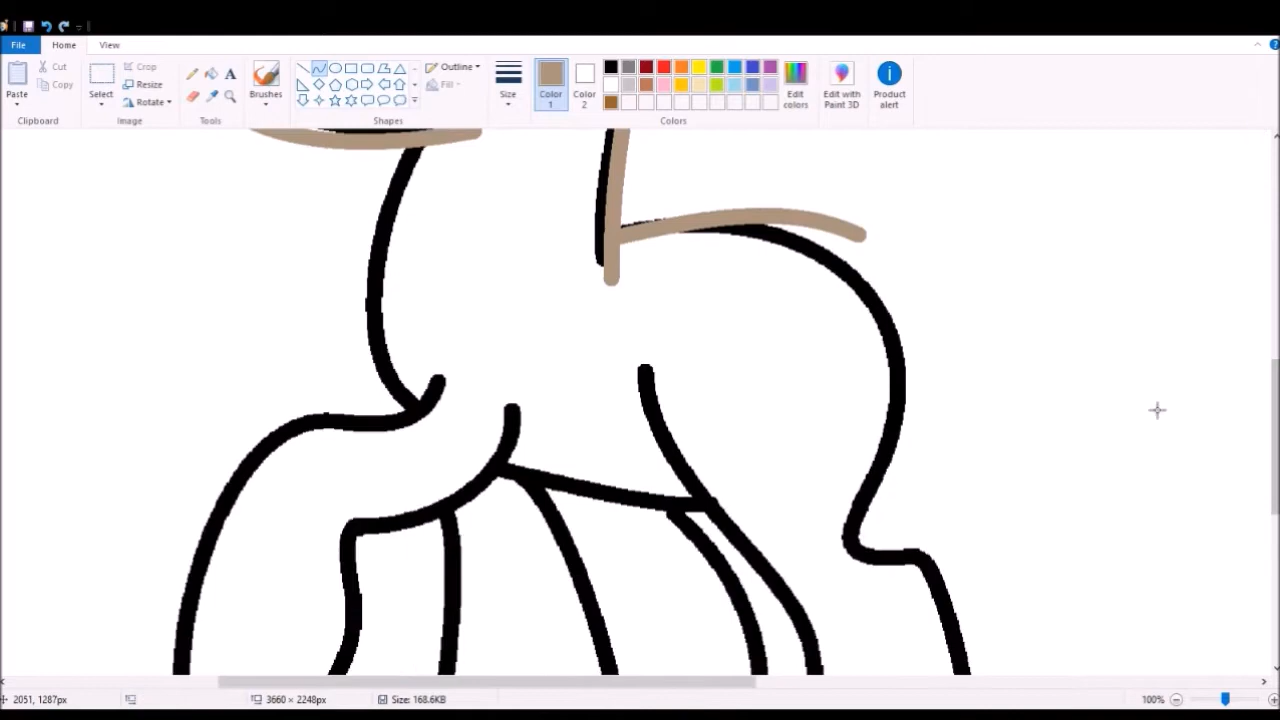 File Home View
Paste Cut Copy
Clipboard
Select Crop Resize Rotate
Image
A
Tools
Brushes
Outline Fill
Shapes
Size
Color 1
Color 2
Edit colors
Colors
Edit with Paint 3D
Product alert
2051, 1287px
3660 × 2248px
Size: 168.6KB
100%